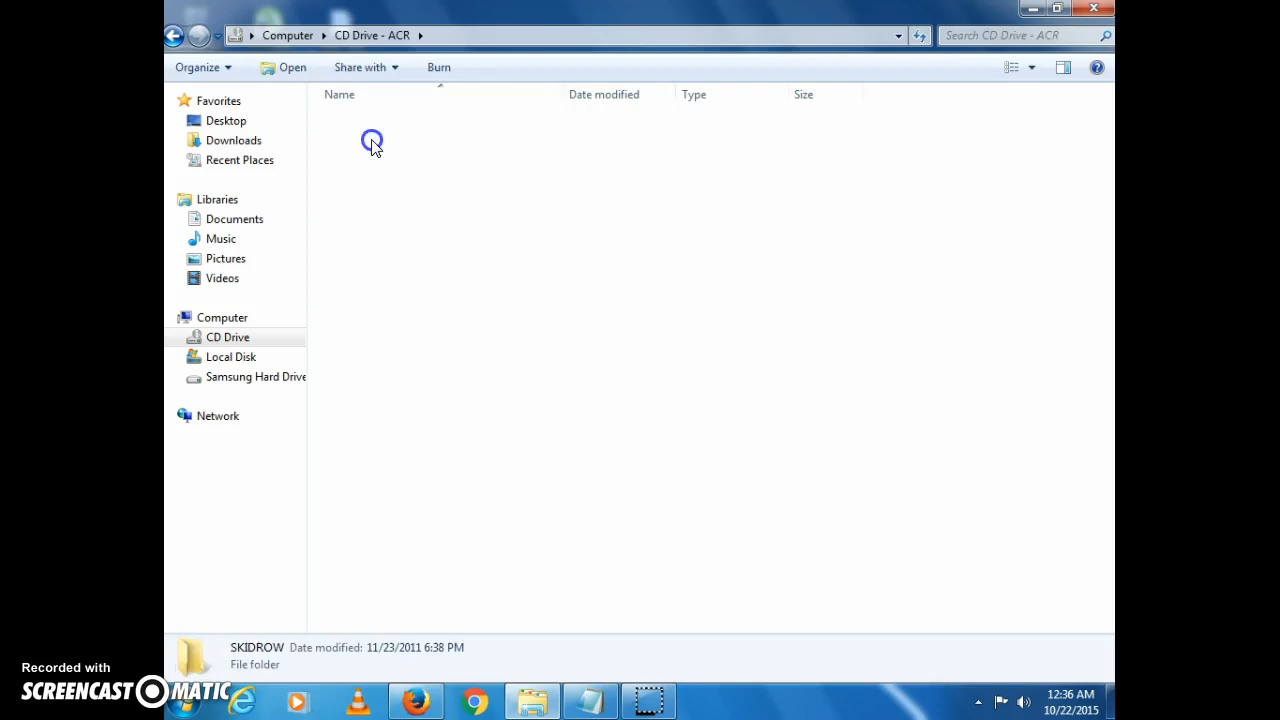 Computer CD Drive - ACR Search CD Drive - ACR
Organize Open Share with Burn
Name Date modified Type Size
Favorites
Desktop
Downloads
Recent Places
Libraries
Documents
Music
Pictures
Videos
Computer
CD Drive
Local Disk
Samsung Hard Drive
Network
SKIDROW Date modified: 11/23/2011 6:38 PM
File folder
Recorded with
SCREENCAST-O-MATIC
12:36 AM
10/22/2015